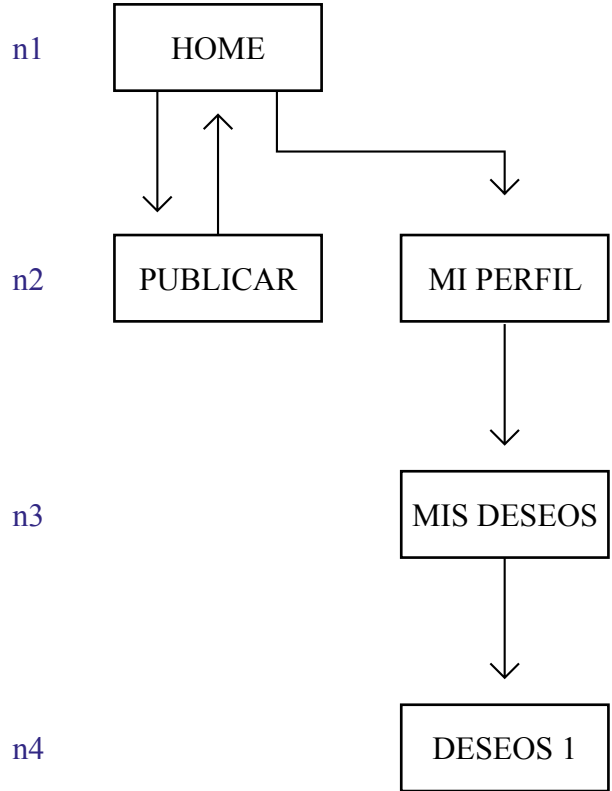 n1 HOME
n2 PUBLICAR MI PERFIL
n3 MIS DESEOS
n4 DESEOS 1